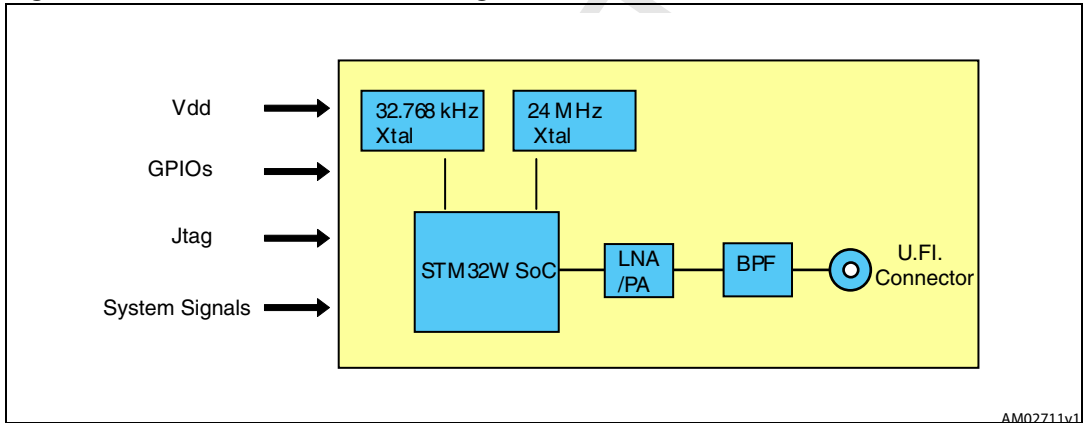 Vdd
GPIOs
Jtag
System Signals
32.768 kHz
Xtal
24 MHz
Xtal
STM32W SoC
LNA
/PA
BPF
U.FI.
Connector
AM02711v1